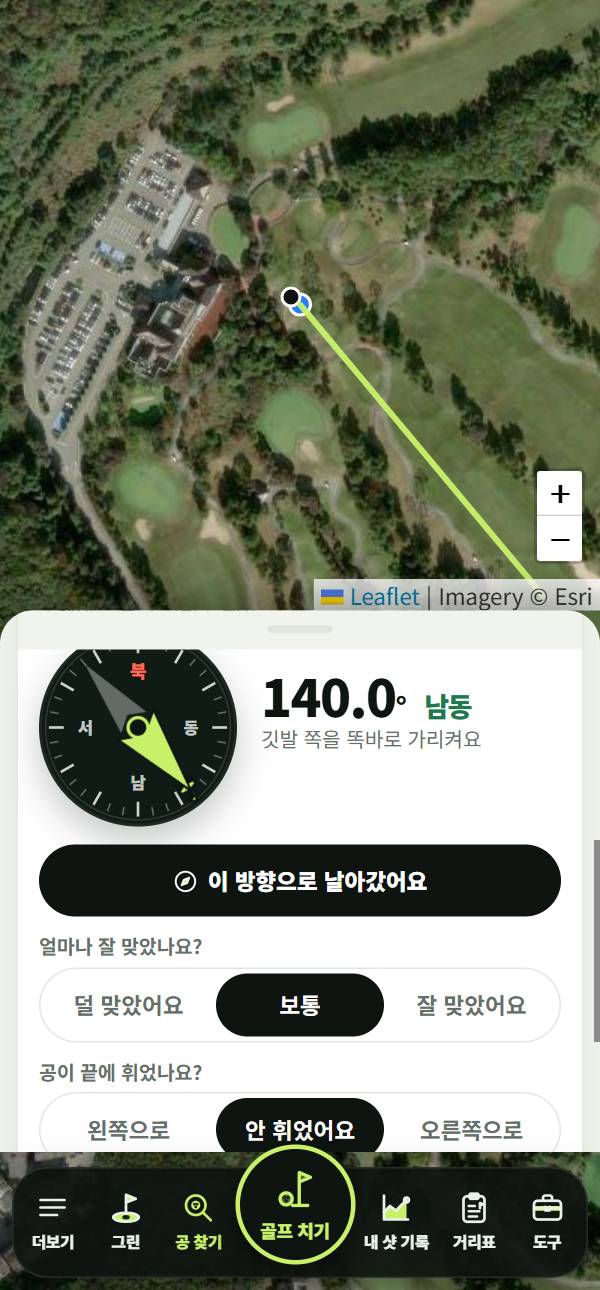 +
−
Leaflet | Imagery © Esri
북
서
동
남
140.0° 남동
깃발 쪽을 똑바로 가리켜요
이 방향으로 날아갔어요
얼마나 잘 맞았나요?
덜 맞았어요
보통
잘 맞았어요
공이 끝에 휘었나요?
왼쪽으로
안 휘었어요
오른쪽으로
더보기
그린
공 찾기
골프 치기
내 샷 기록
거리표
도구